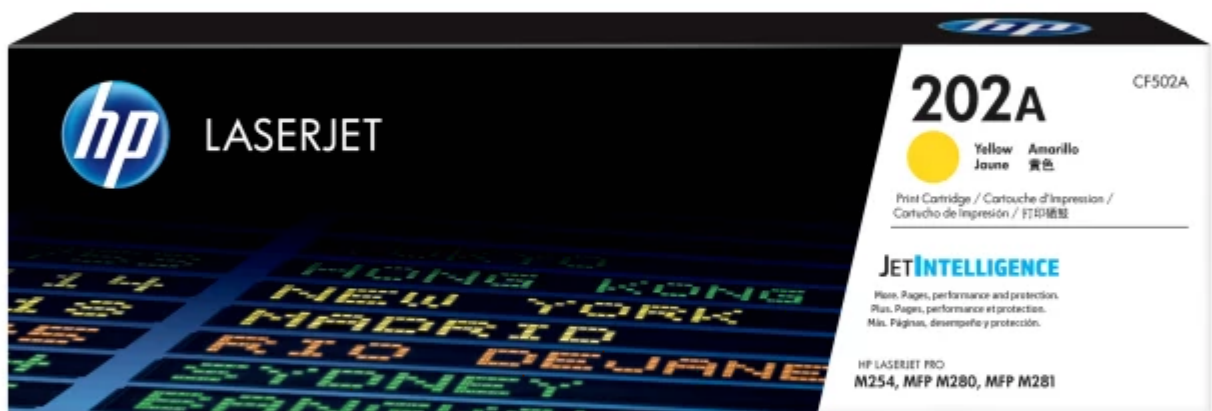 hp
hp
LASERJET
202A
CF502A
Yellow Amarillo
Jaune 黄色
Print Cartridge / Cartouche d'Impression /
Cartucho de Impresión / 打印硒鼓
JETINTELLIGENCE
More. Pages, performance and protection.
Plus. Pages, performance et protection.
Más. Páginas, desempeño y protección.
HP LASERJET PRO
M254, MFP M280, MFP M281
HONG KONG
14
NEW YORK
MADRID
RIO DEJANE
SYDNEY